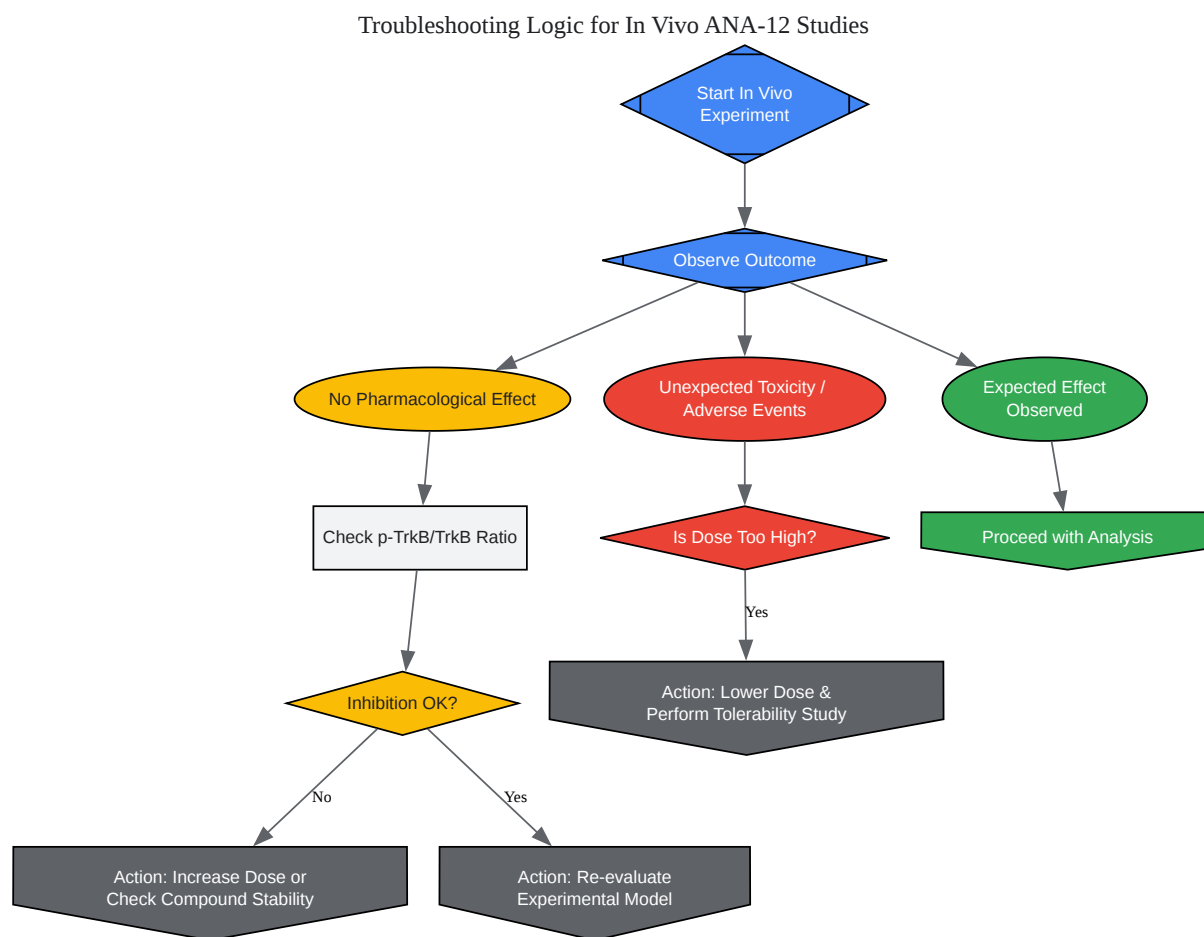 Troubleshooting Logic for In Vivo ANA-12 Studies
Start In Vivo
Experiment
Observe Outcome
No Pharmacological Effect
Unexpected Toxicity /
Adverse Events
Expected Effect
Observed
Check p-TrkB/TrkB Ratio
Is Dose Too High?
Proceed with Analysis
Yes
Inhibition OK?
Action: Lower Dose &
Perform Tolerability Study
No
Yes
Action: Increase Dose or
Check Compound Stability
Action: Re-evaluate
Experimental Model